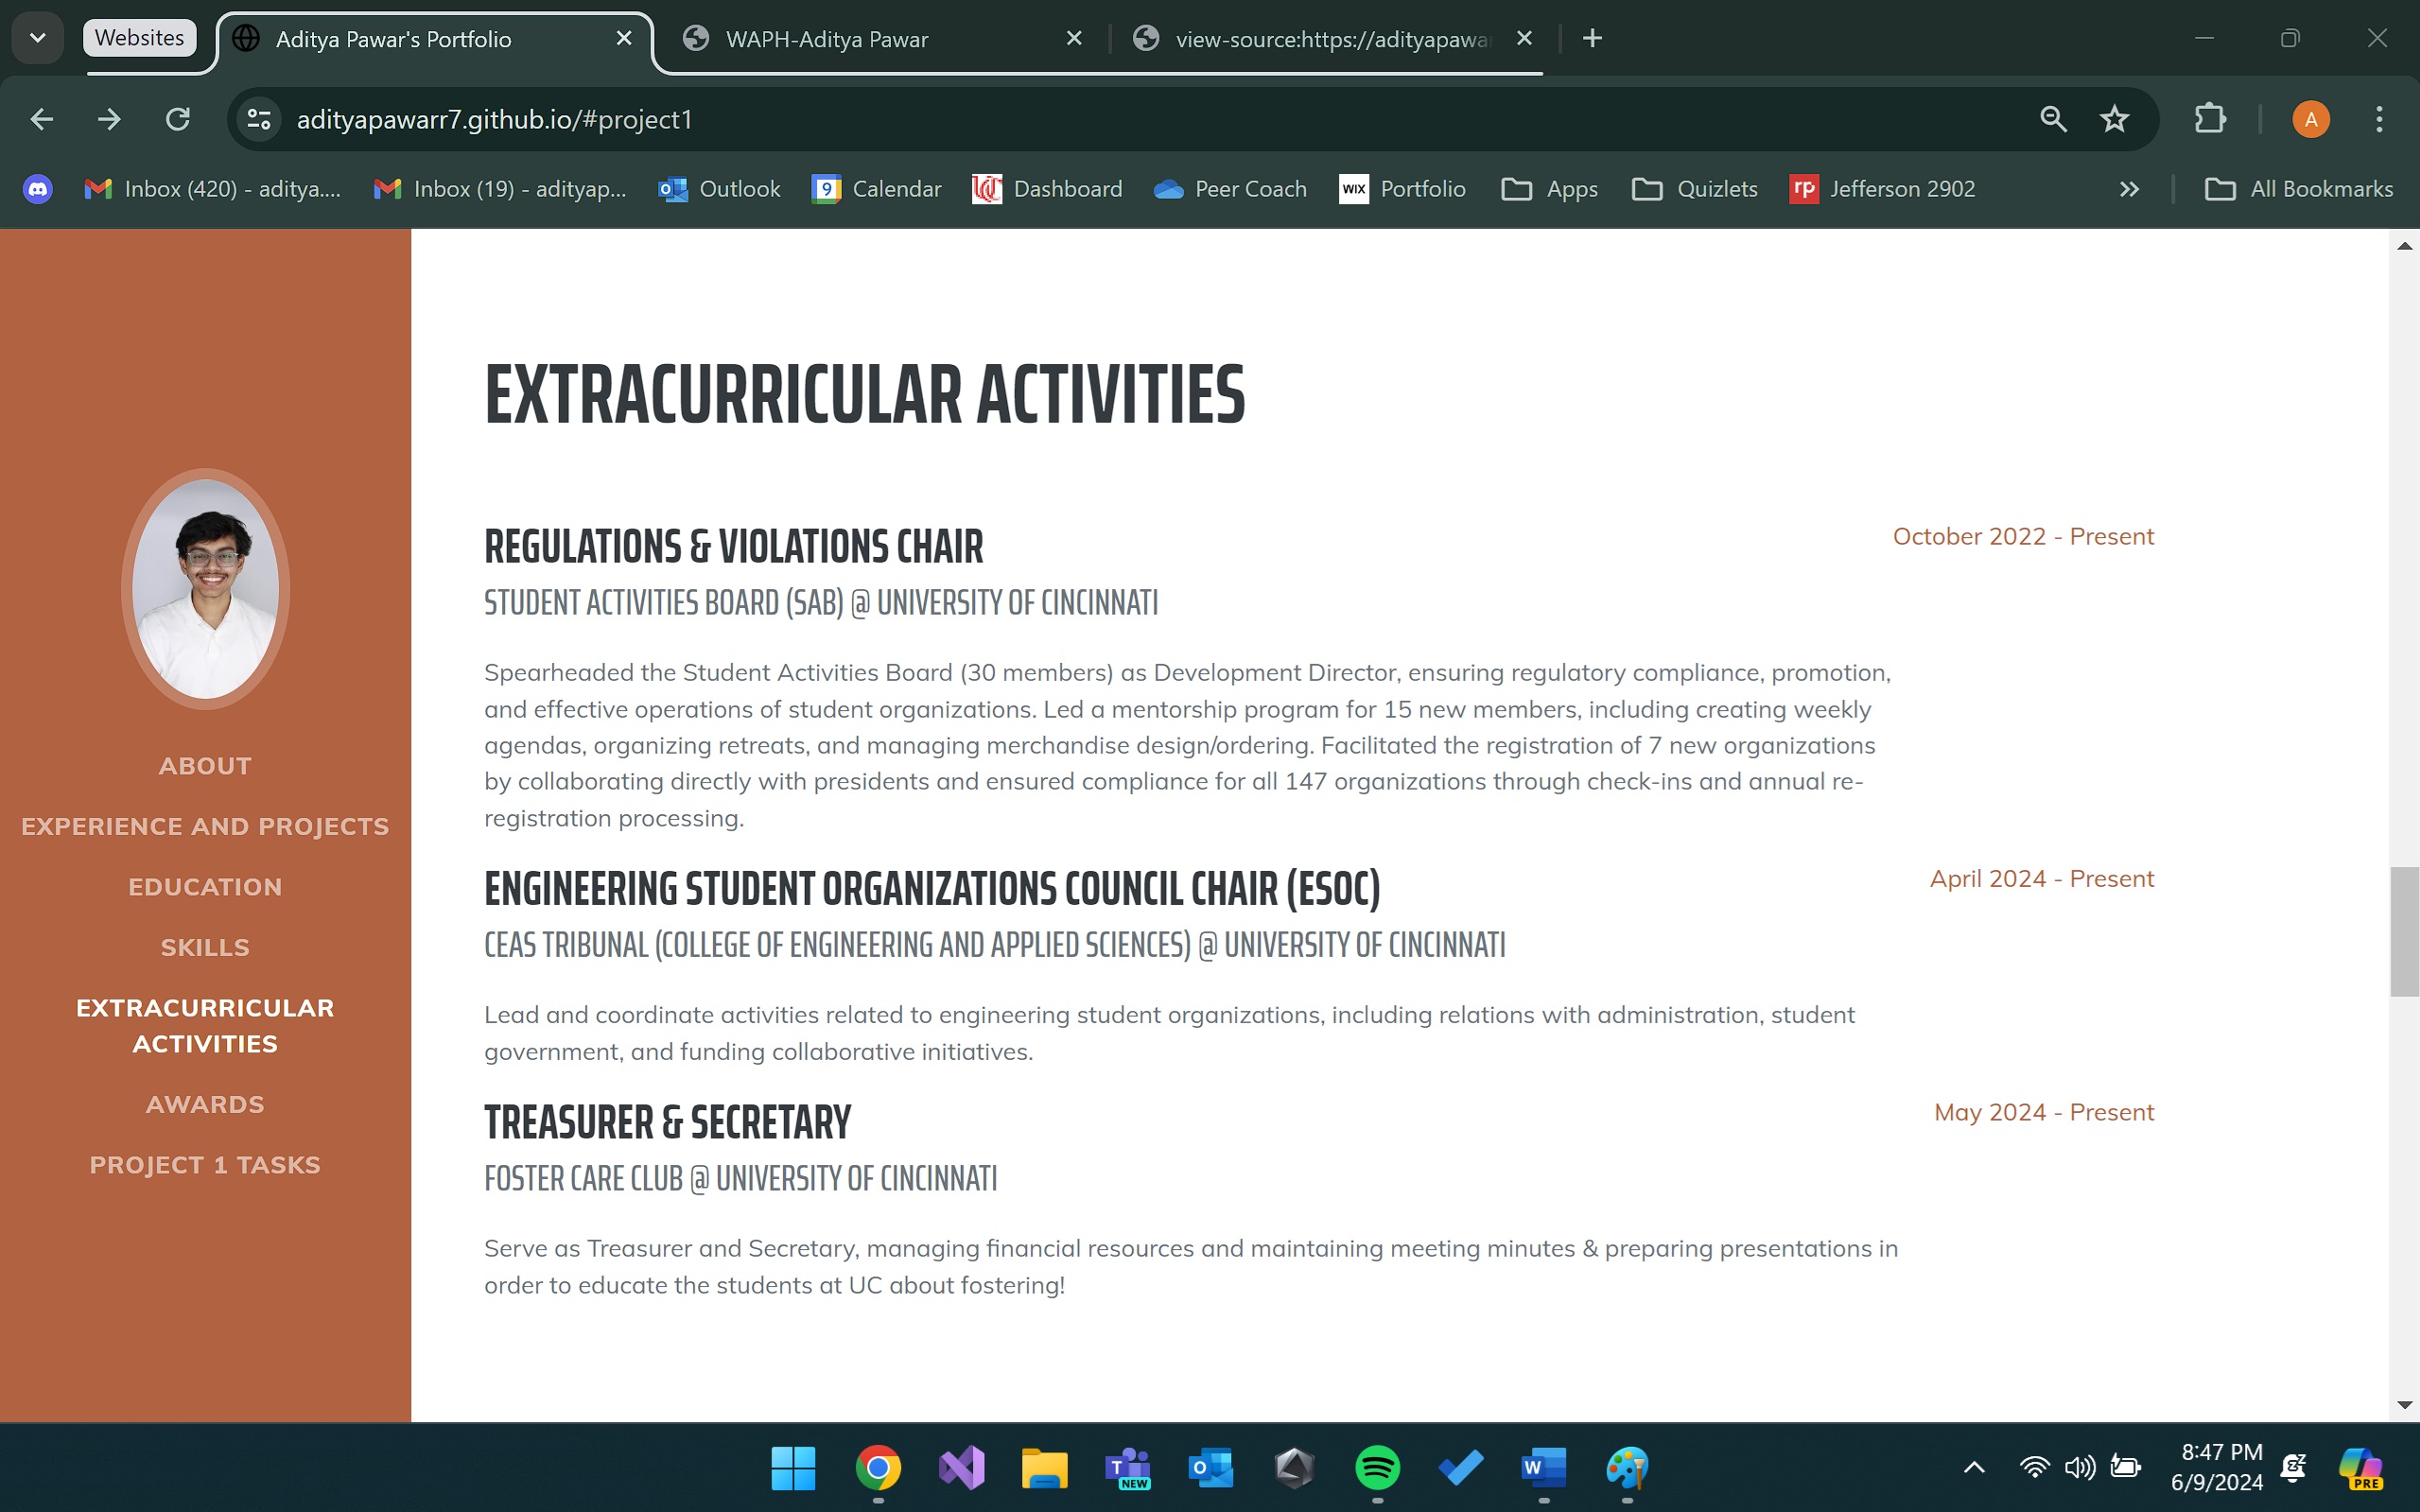 Websites
Aditya Pawar's Portfolio
WAPH-Aditya Pawar
view-source:https://adityapawa
adityapawarr7.github.io/#project1
A
Inbox (420) - aditya....
Inbox (19) - adityap...
Outlook
9
Calendar
UC
Dashboard
Peer Coach
WIX
Portfolio
Apps
Quizlets
rp
Jefferson 2902
All Bookmarks
ABOUT
EXPERIENCE AND PROJECTS
EDUCATION
SKILLS
EXTRACURRICULAR
ACTIVITIES
AWARDS
PROJECT 1 TASKS
EXTRACURRICULAR ACTIVITIES
REGULATIONS & VIOLATIONS CHAIR
October 2022 - Present
STUDENT ACTIVITIES BOARD (SAB) @ UNIVERSITY OF CINCINNATI
Spearheaded the Student Activities Board (30 members) as Development Director, ensuring regulatory compliance, promotion,
and effective operations of student organizations. Led a mentorship program for 15 new members, including creating weekly
agendas, organizing retreats, and managing merchandise design/ordering. Facilitated the registration of 7 new organizations
by collaborating directly with presidents and ensured compliance for all 147 organizations through check-ins and annual re-
registration processing.
ENGINEERING STUDENT ORGANIZATIONS COUNCIL CHAIR (ESOC)
April 2024 - Present
CEAS TRIBUNAL (COLLEGE OF ENGINEERING AND APPLIED SCIENCES) @ UNIVERSITY OF CINCINNATI
Lead and coordinate activities related to engineering student organizations, including relations with administration, student
government, and funding collaborative initiatives.
TREASURER & SECRETARY
May 2024 - Present
FOSTER CARE CLUB @ UNIVERSITY OF CINCINNATI
Serve as Treasurer and Secretary, managing financial resources and maintaining meeting minutes & preparing presentations in
order to educate the students at UC about fostering!
T
NEW
O
W
8:47 PM
6/9/2024
PRE